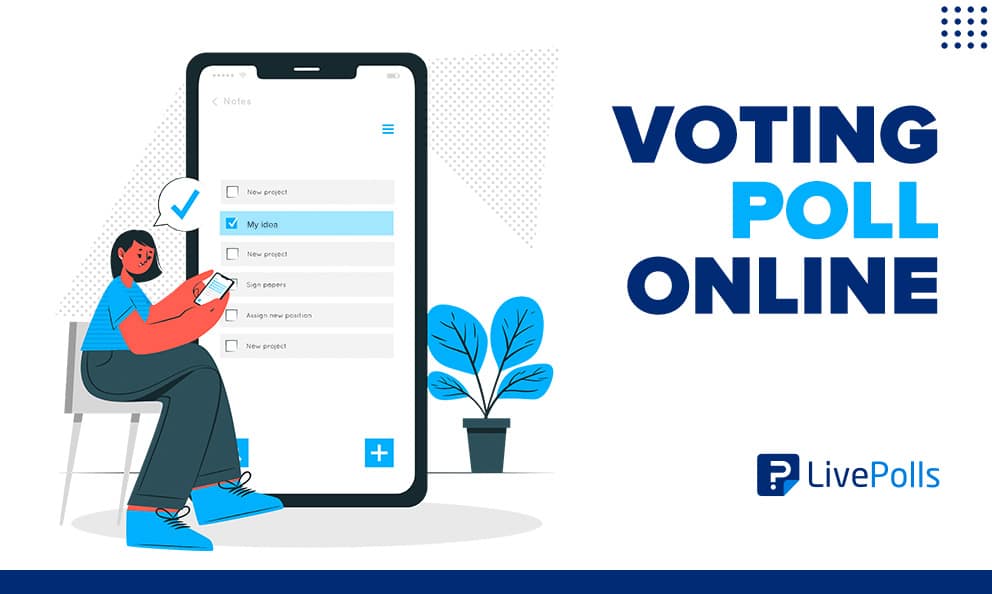 Notes
New project
My idea
New project
Sign papers
Assign new position
New project
VOTING
POLL
ONLINE
LivePolls